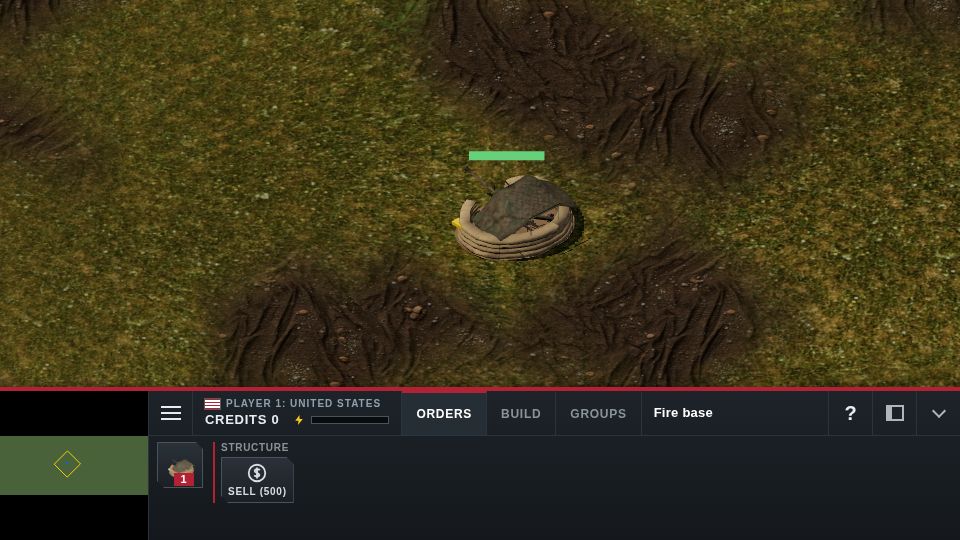 PLAYER 1: UNITED STATES
CREDITS 0
ORDERS
BUILD
GROUPS
Fire base
?
1
STRUCTURE
SELL (500)